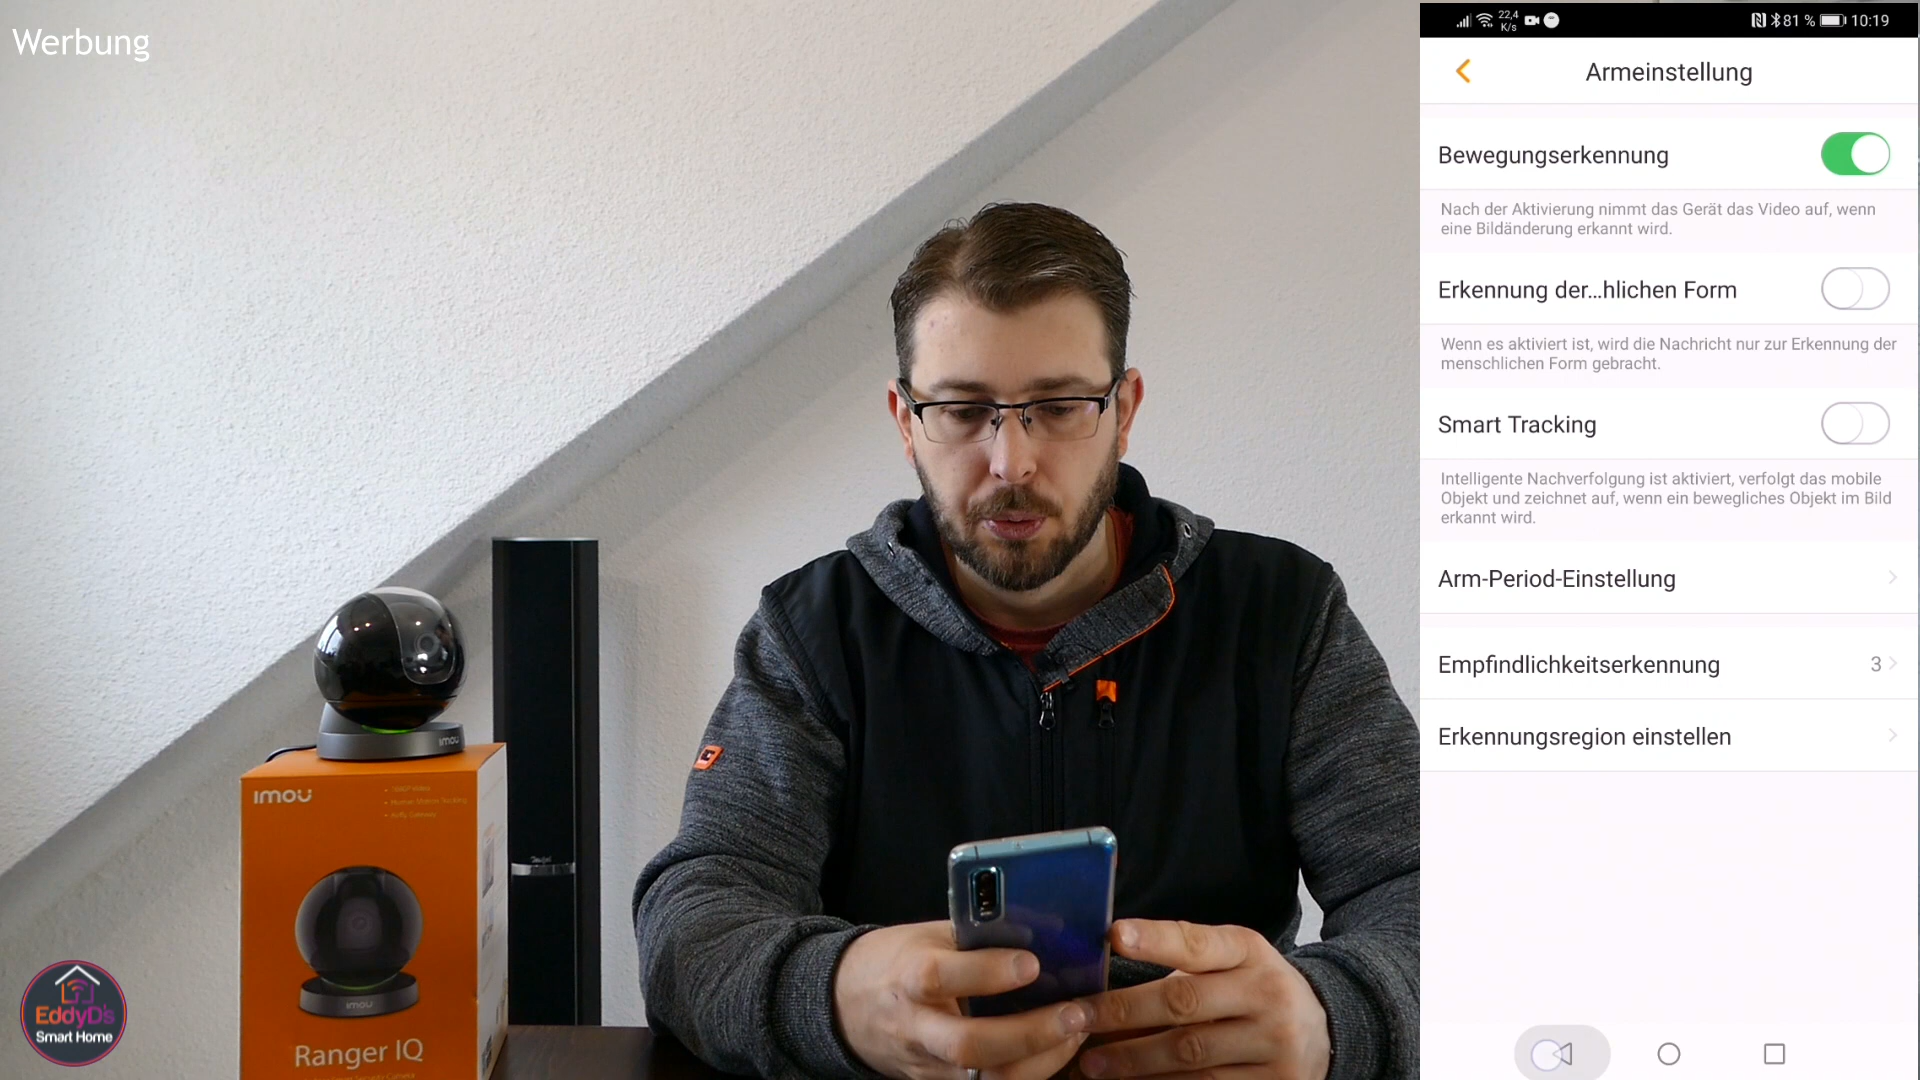 Werbung
22,4
K/s
81 %
10:19
Armeinstellung
Bewegungserkennung
Nach der Aktivierung nimmt das Gerät das Video auf, wenn
eine Bildänderung erkannt wird.
Erkennung der...hlichen Form
Wenn es aktiviert ist, wird die Nachricht nur zur Erkennung der
menschlichen Form gebracht.
Smart Tracking
Intelligente Nachverfolgung ist aktiviert, verfolgt das mobile
Objekt und zeichnet auf, wenn ein bewegliches Objekt im Bild
erkannt wird.
Arm-Period-Einstellung
Empfindlichkeitserkennung
3
Erkennungsregion einstellen
imou
imou
Human Motion Tracking
Teufel
imou
Ranger IQ
EddyD's
Smart Home